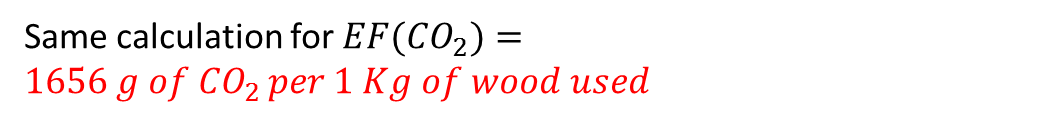 Same calculation for EF(CO₂) =
1656 g of CO₂ per 1 Kg of wood used